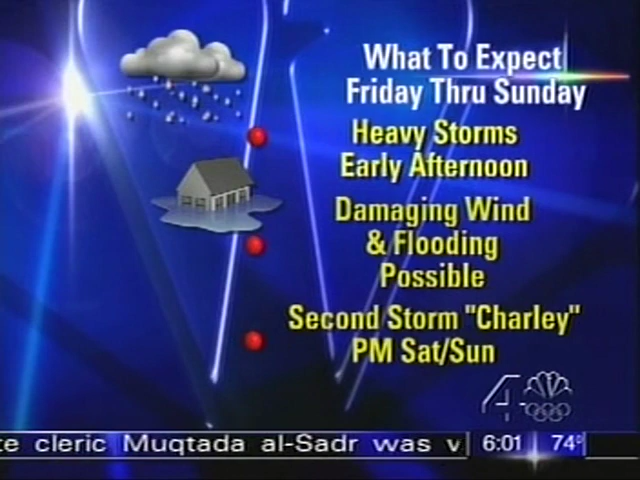 What To Expect
Friday Thru Sunday
Heavy Storms
Early Afternoon
Damaging Wind
& Flooding
Possible
Second Storm "Charley"
PM Sat/Sun
4
te cleric Muqtada al-Sadr was v 6:01 74°